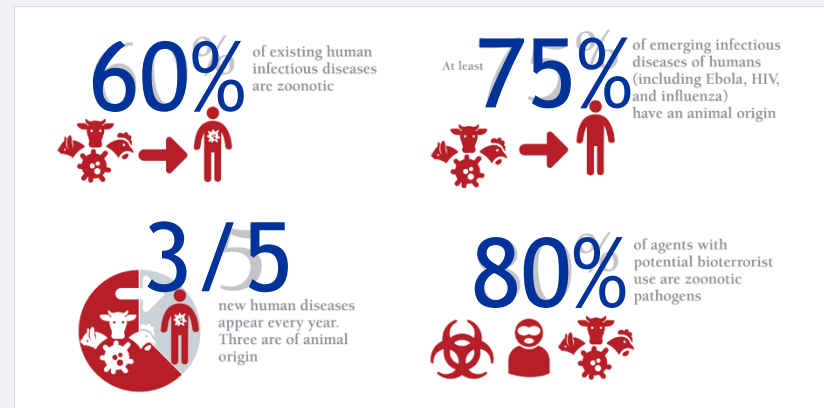 60%
of existing human
infectious diseases
are zoonotic
At least
75%
of emerging infectious
diseases of humans
(including Ebola, HIV,
and influenza)
have an animal origin
3/5
new human diseases
appear every year.
Three are of animal
origin
80%
of agents with
potential bioterrorist
use are zoonotic
pathogens